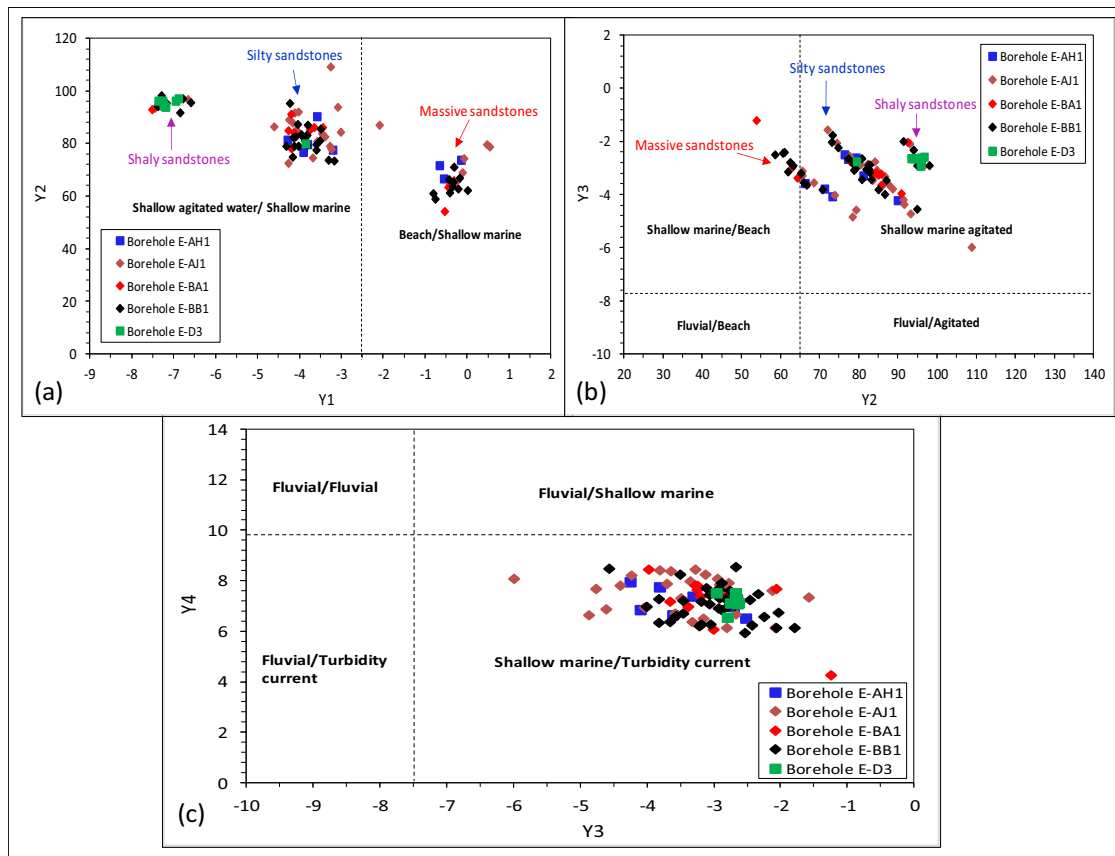 120
100
80
60
40
20
0
Y2
-9 -8 -7 -6 -5 -4 -3 -2 -1 0 1 2
Y1
Silty sandstones
Massive sandstones
Shaly sandstones
Shallow agitated water/ Shallow marine
Beach/Shallow marine
Borehole E-AH1
Borehole E-AJ1
Borehole E-BA1
Borehole E-BB1
Borehole E-D3
(a)
2
0
-2
-4
-6
-8
-10
Y3
20 30 40 50 60 70 80 90 100 110 120 130 140
Y2
Silty sandstones
Shaly sandstones
Massive sandstones
Borehole E-AH1
Borehole E-AJ1
Borehole E-BA1
Borehole E-BB1
Borehole E-D3
Shallow marine/Beach
Shallow marine agitated
Fluvial/Beach
Fluvial/Agitated
(b)
14
12
10
8
6
4
2
0
Y4
-10 -9 -8 -7 -6 -5 -4 -3 -2 -1 0
Y3
Fluvial/Fluvial
Fluvial/Shallow marine
Fluvial/Turbidity
current
Shallow marine/Turbidity current
Borehole E-AH1
Borehole E-AJ1
Borehole E-BA1
Borehole E-BB1
Borehole E-D3
(c)